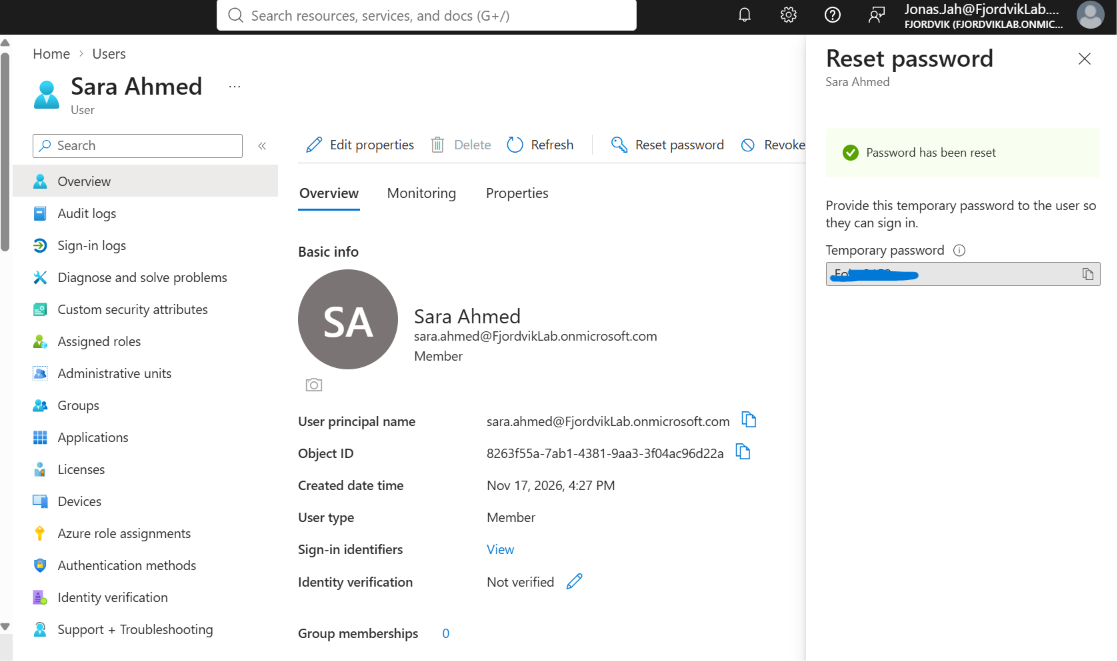 Search resources, services, and docs (G+/)
Jonas.Jah@FjordvikLab....
FJORDVIK (FJORDVIKLAB.ONMIC...
Home > Users
Sara Ahmed ...
User
Search
«
Overview
Audit logs
Sign-in logs
Diagnose and solve problems
Custom security attributes
Assigned roles
Administrative units
Groups
Applications
Licenses
Devices
Azure role assignments
Authentication methods
Identity verification
Support + Troubleshooting
Edit properties Delete Refresh Reset password Revoke
Overview Monitoring Properties
Basic info
SA
Sara Ahmed
sara.ahmed@FjordvikLab.onmicrosoft.com
Member
User principal name sara.ahmed@FjordvikLab.onmicrosoft.com
Object ID 8263f55a-7ab1-4381-9aa3-3f04ac96d22a
Created date time Nov 17, 2026, 4:27 PM
User type Member
Sign-in identifiers View
Identity verification Not verified
Group memberships 0
Reset password
Sara Ahmed
Password has been reset
Provide this temporary password to the user so
they can sign in.
Temporary password